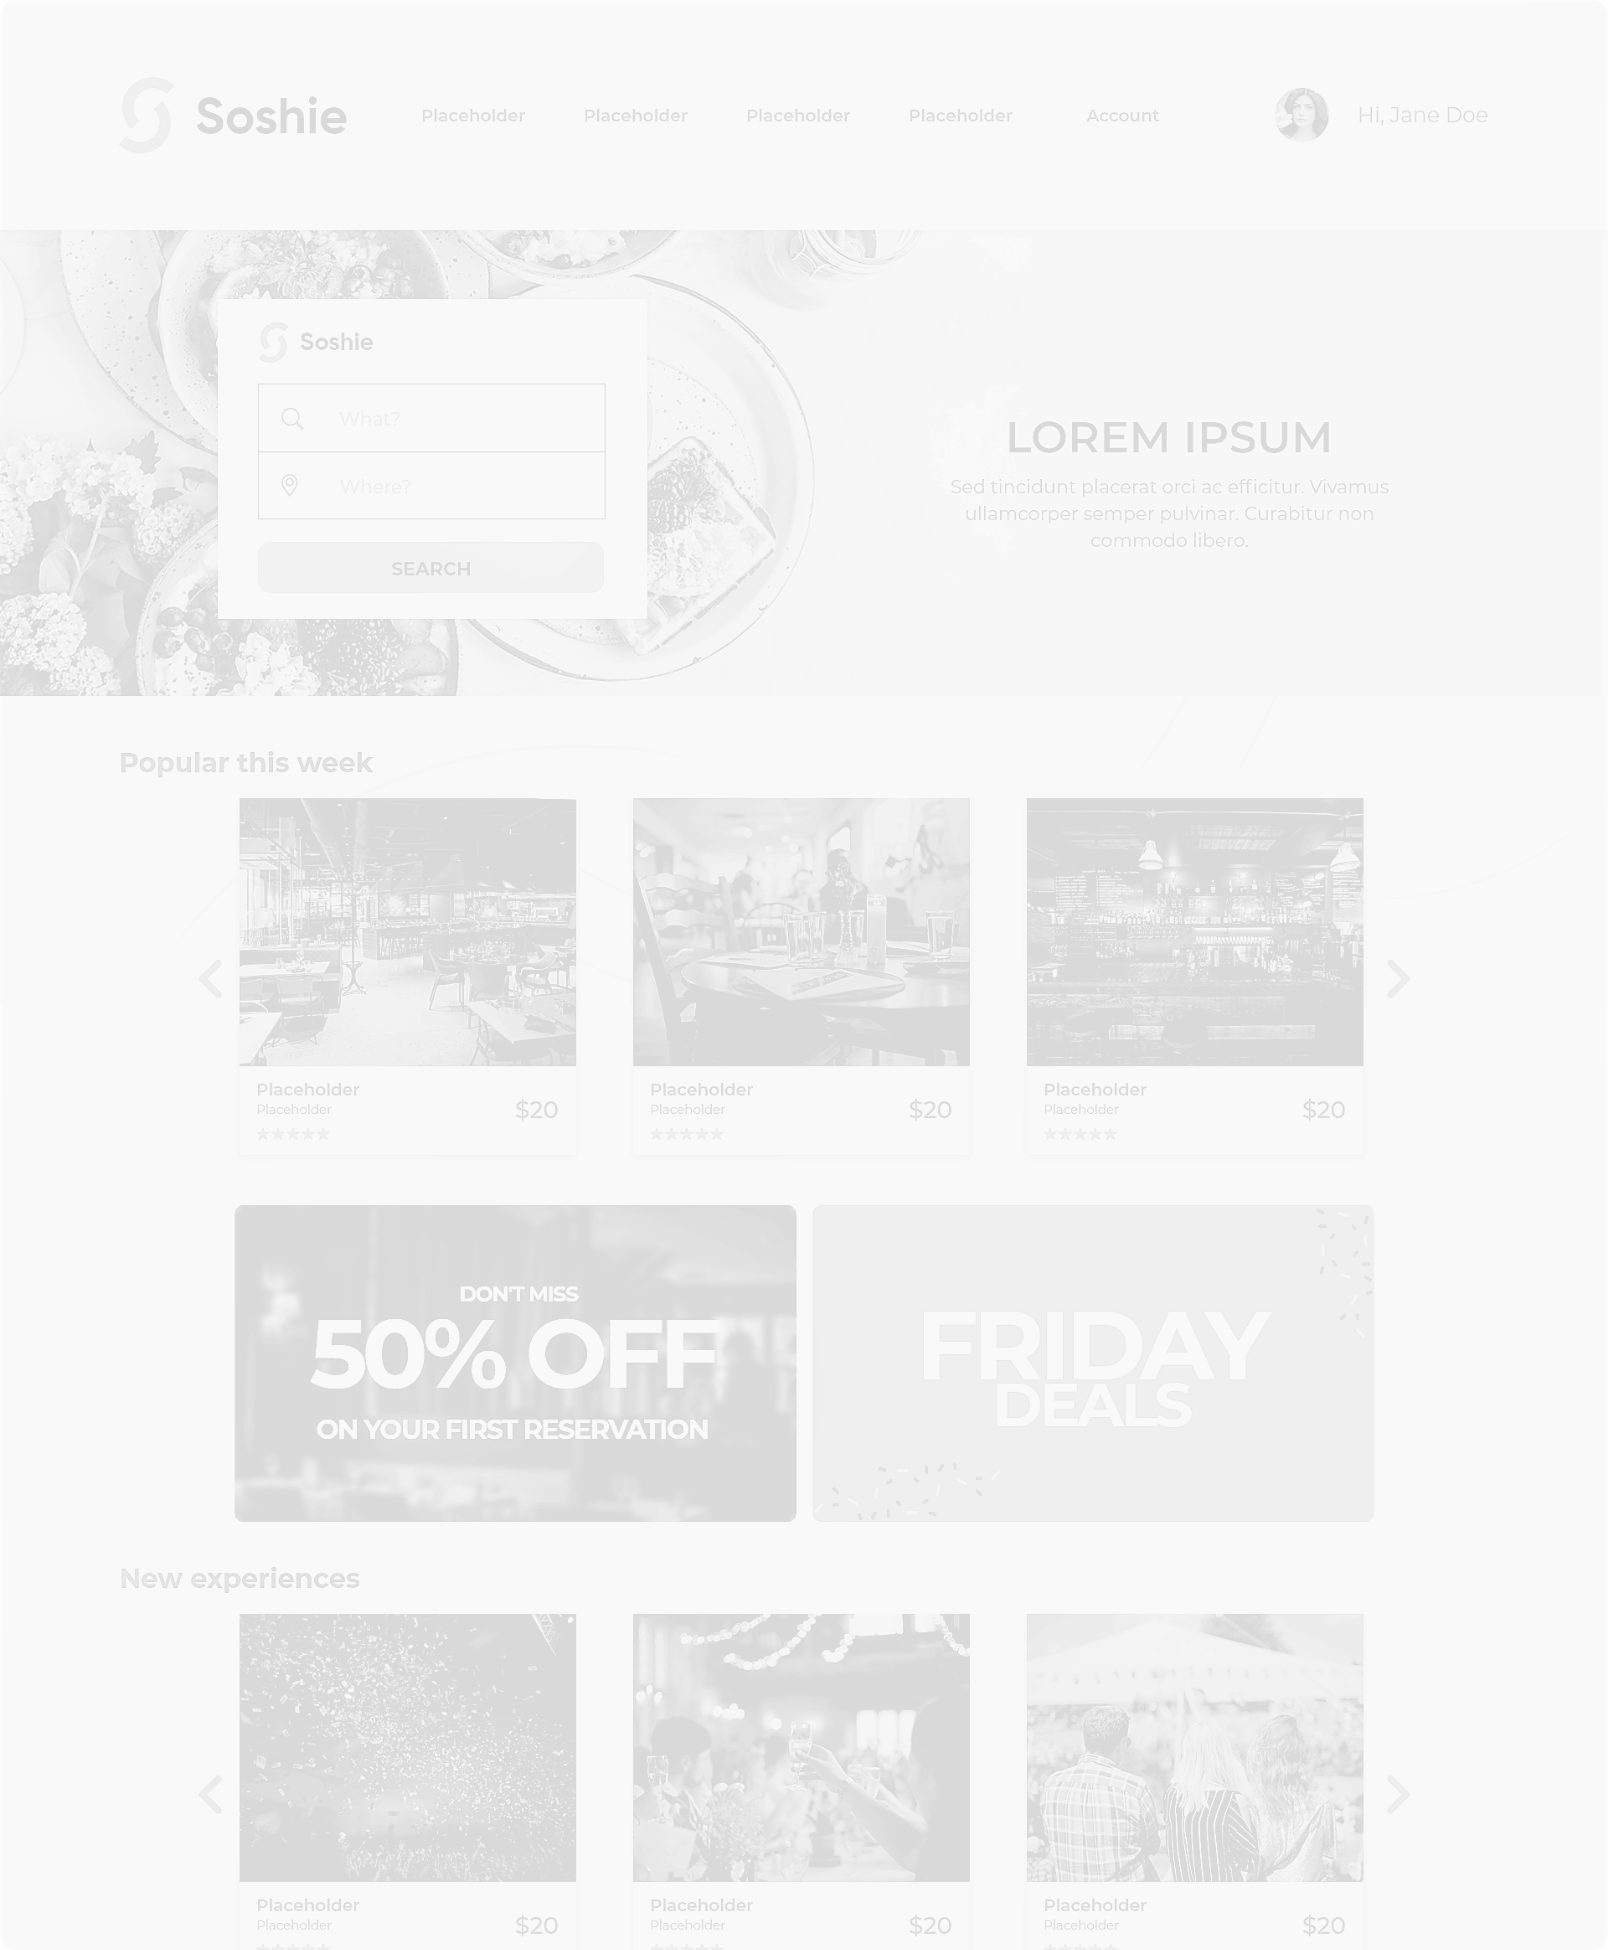 Soshie
Placeholder
Placeholder
Placeholder
Placeholder
Account
Hi, Jane Doe
Soshie
What?
Where?
SEARCH
LOREM IPSUM
Sed tincidunt placerat orci ac efficitur. Vivamus
ullamcorper semper pulvinar. Curabitur non
commodo libero.
Popular this week
Placeholder
Placeholder
$20
Placeholder
Placeholder
$20
Placeholder
Placeholder
$20
DON'T MISS
50% OFF
ON YOUR FIRST RESERVATION
FRIDAY
DEALS
New experiences
Placeholder
Placeholder
$20
Placeholder
Placeholder
$20
Placeholder
Placeholder
$20